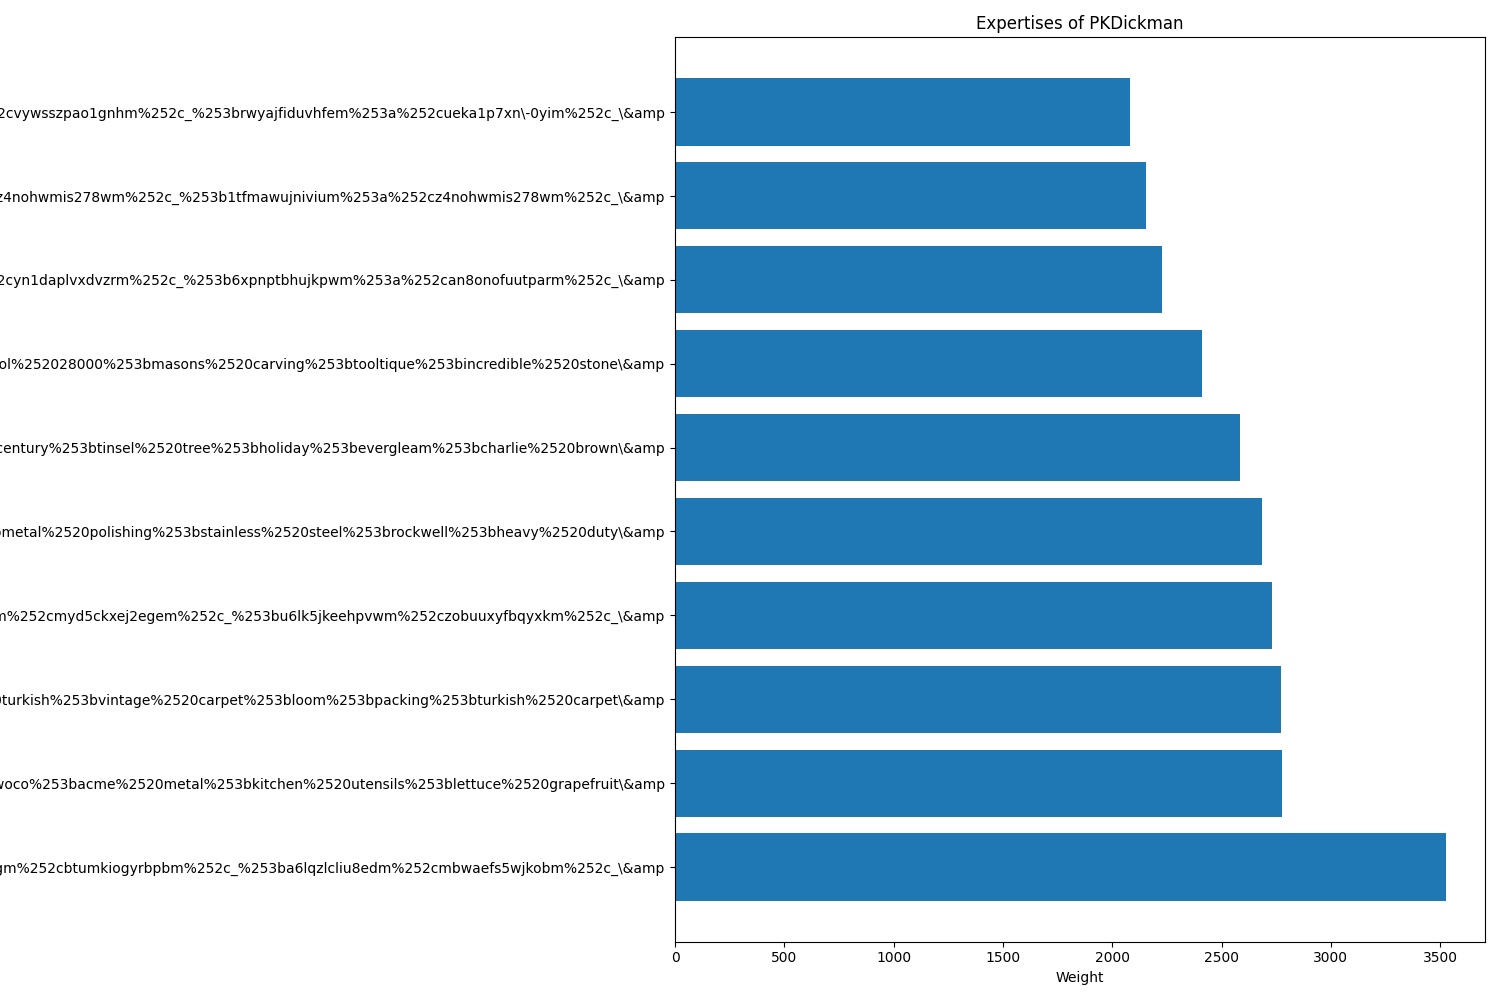 Expertises of PKDickman
2cvywsszpao1gnhm%252c_%253brwyajfiduvhfem%253a%252cueka1p7xn\-0yim%252c_\&amp
z4nohwmis278wm%252c_%253b1tfmawujnivium%253a%252cz4nohwmis278wm%252c_\&amp
2cyn1daplvxdvzrm%252c_%253b6xpnptbhujkpwm%253a%252can8onofuutparm%252c_\&amp
ol%252028000%253bmasons%2520carving%253btooltique%253bincredible%2520stone\&amp
century%253btinsel%2520tree%253bholiday%253bevergleam%253bcharlie%2520brown\&amp
metal%2520polishing%253bstainless%2520steel%253brockwell%253bheavy%2520duty\&amp
m%252cmyd5ckxej2egem%252c_%253bu6lk5jkeehpvwm%252czobuuxyfbqyxkm%252c_\&amp
turkish%253bvintage%2520carpet%253bloom%253bpacking%253bturkish%2520carpet\&amp
woco%253bacme%2520metal%253bkitchen%2520utensils%253blettuce%2520grapefruit\&amp
gm%252cbtumkiogyrbpbm%252c_%253ba6lqzlcliu8edm%252cmbwaefs5wjkobm%252c_\&amp
0 500 1000 1500 2000 2500 3000 3500
Weight